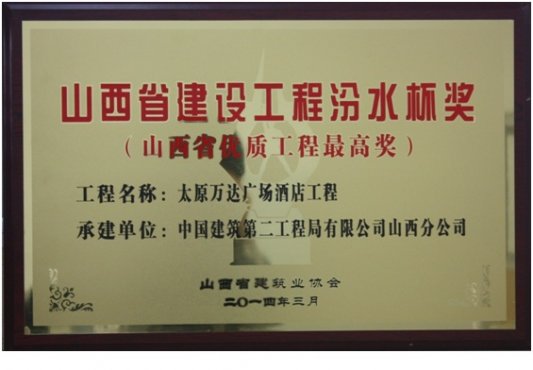 山西省建设工程汾水杯奖
（山西省优质工程最高奖）
工程名称：太原万达广场酒店工程
承建单位：中国建筑第二工程局有限公司山西分公司
山西省建筑业协会
二〇一四年三月